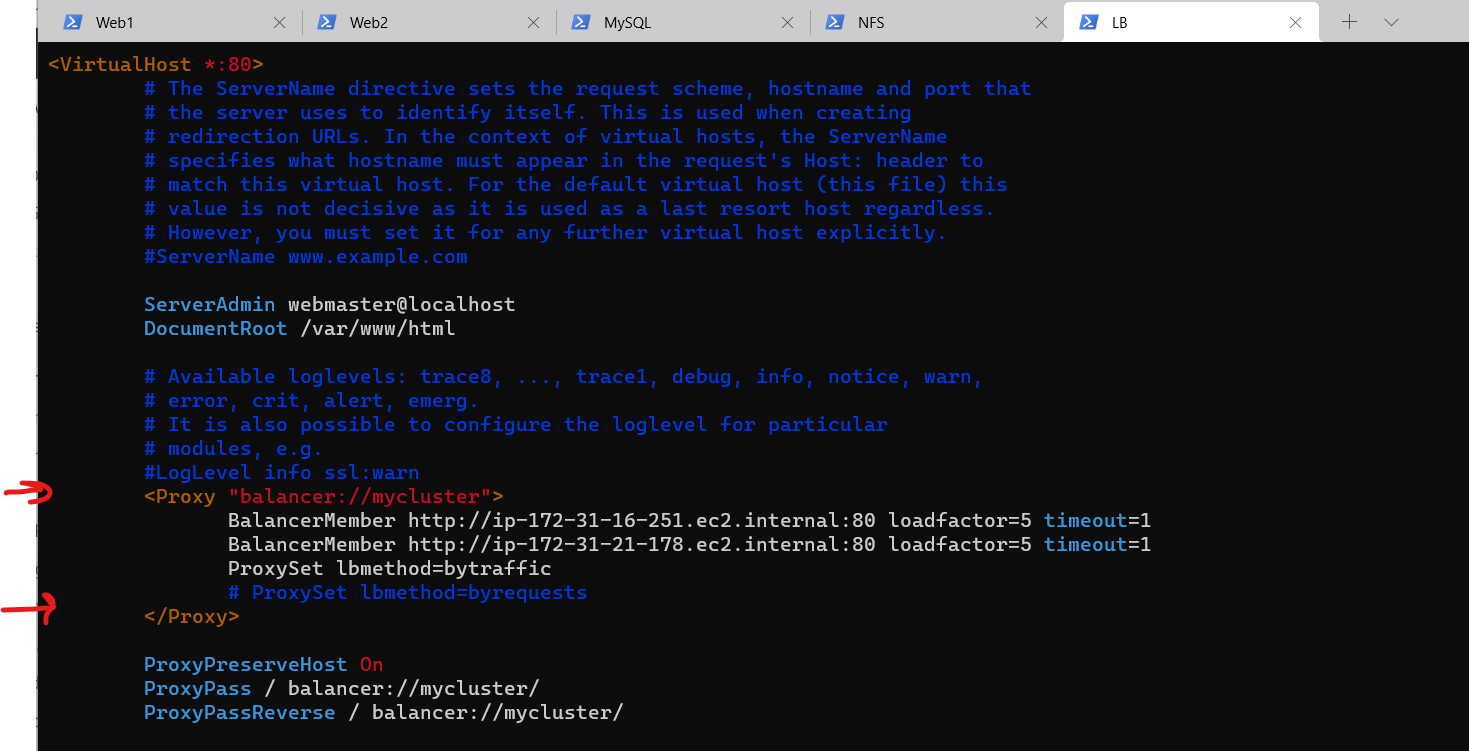 Web1 Web2 MySQL NFS LB
<VirtualHost *:80>
# The ServerName directive sets the request scheme, hostname and port that
# the server uses to identify itself. This is used when creating
# redirection URLs. In the context of virtual hosts, the ServerName
# specifies what hostname must appear in the request's Host: header to
# match this virtual host. For the default virtual host (this file) this
# value is not decisive as it is used as a last resort host regardless.
# However, you must set it for any further virtual host explicitly.
#ServerName www.example.com
ServerAdmin webmaster@localhost
DocumentRoot /var/www/html
# Available loglevels: trace8, ..., trace1, debug, info, notice, warn,
# error, crit, alert, emerg.
# It is also possible to configure the loglevel for particular
# modules, e.g.
#LogLevel info ssl:warn
<Proxy "balancer://mycluster">
BalancerMember http://ip-172-31-16-251.ec2.internal:80 loadfactor=5 timeout=1
BalancerMember http://ip-172-31-21-178.ec2.internal:80 loadfactor=5 timeout=1
ProxySet lbmethod=bytraffic
# ProxySet lbmethod=byrequests
</Proxy>
ProxyPreserveHost On
ProxyPass / balancer://mycluster/
ProxyPassReverse / balancer://mycluster/